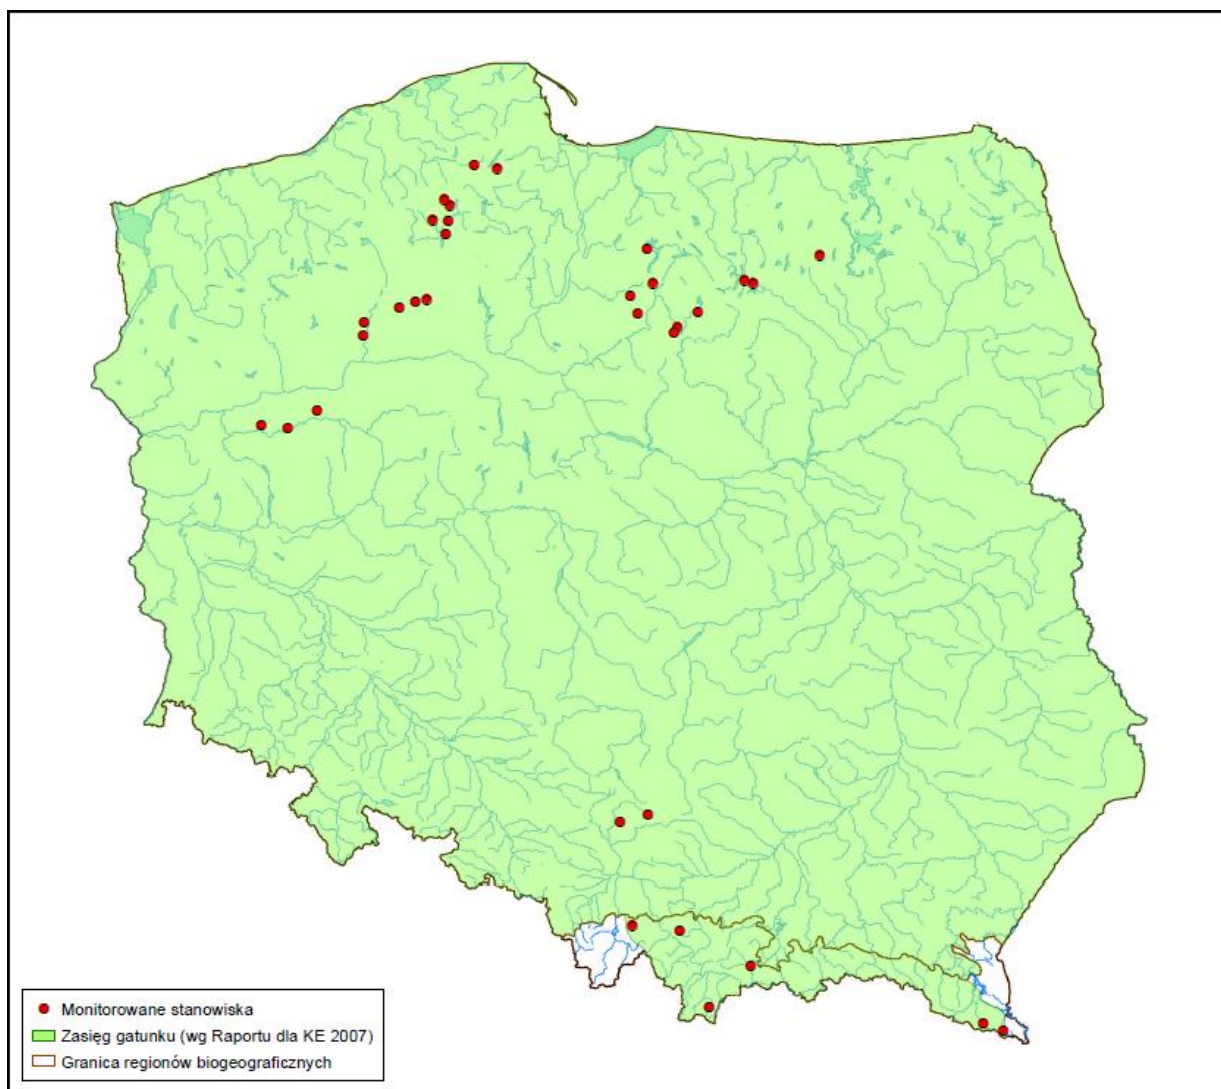 Monitorowane stanowiska
Zasięg gatunku (wg Raportu dla KE 2007)
Granica regionów biogeograficznych